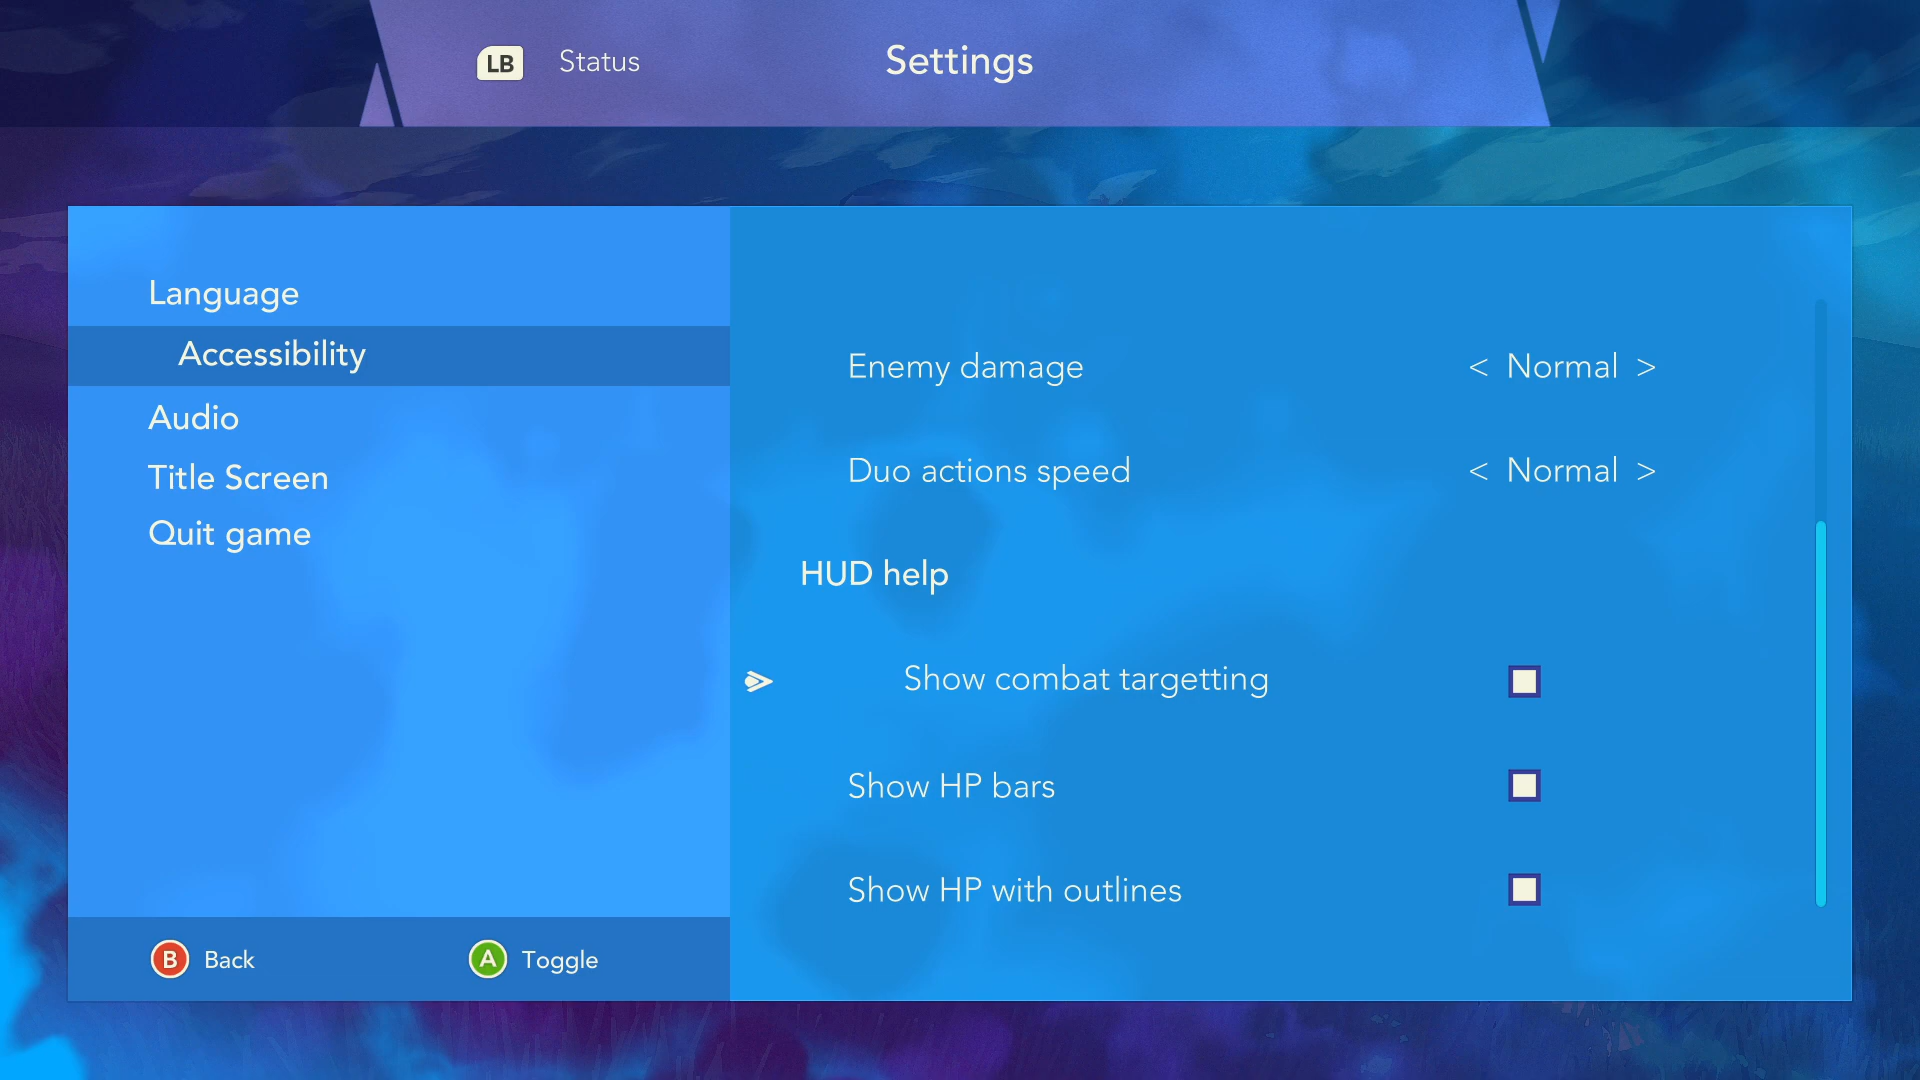 LB Status Settings
Language
Accessibility
Audio
Title Screen
Quit game
B Back A Toggle
Enemy damage < Normal >
Duo actions speed < Normal >
HUD help
Show combat targetting
Show HP bars
Show HP with outlines